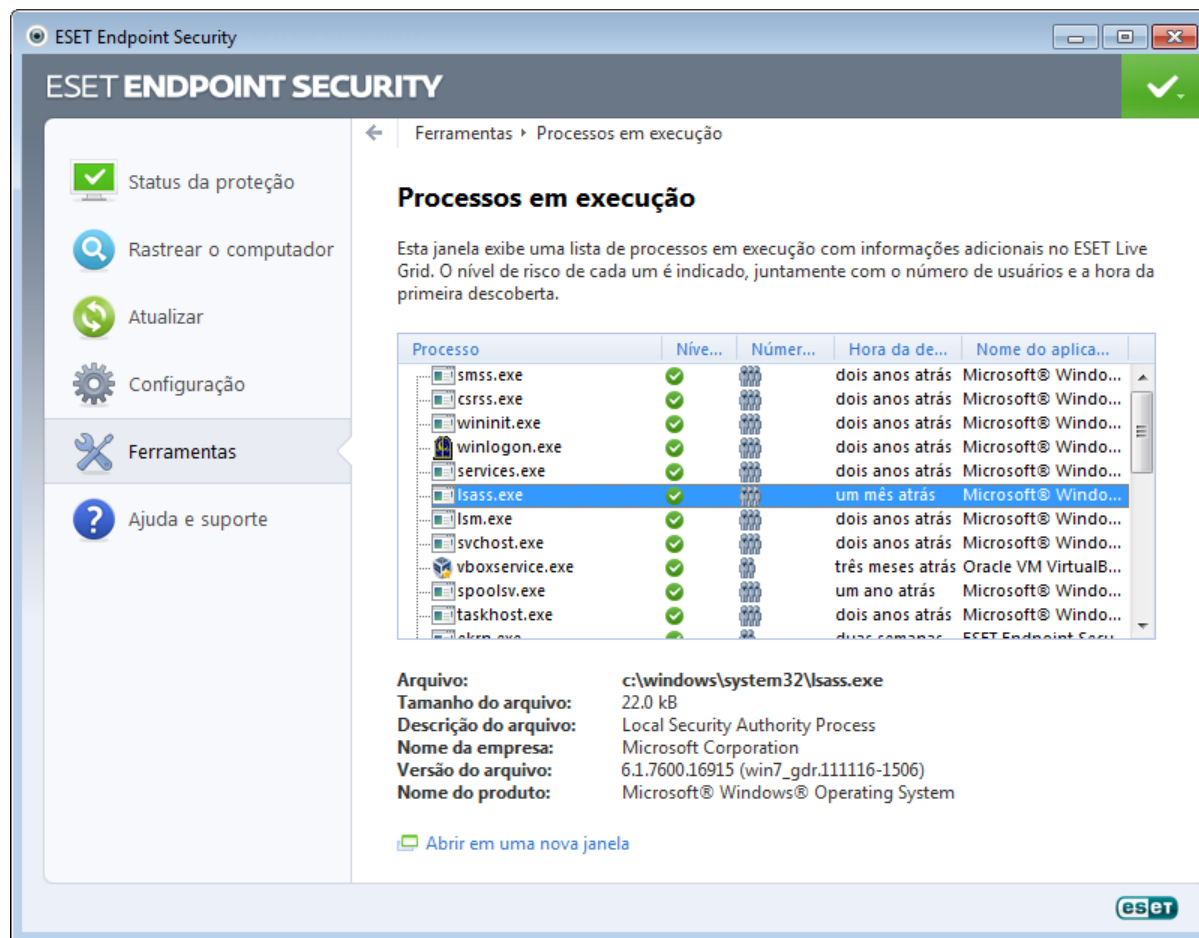 ESET Endpoint Security
ESET ENDPOINT SECURITY
Ferramentas Processos em execução
Status da proteção
Rastrear o computador
Atualizar
Configuração
Ferramentas
Ajuda e suporte
Processos em execução
Esta janela exibe uma lista de processos em execução com informações adicionais no ESET Live
Grid. O nível de risco de cada um é indicado, juntamente com o número de usuários e a hora da
primeira descoberta.
Processo Níve... Númer... Hora da de... Nome do aplica...
smss.exe dois anos atrás Microsoft® Windo...
csrss.exe dois anos atrás Microsoft® Windo...
wininit.exe dois anos atrás Microsoft® Windo...
winlogon.exe dois anos atrás Microsoft® Windo...
services.exe dois anos atrás Microsoft® Windo...
lsass.exe um mês atrás Microsoft® Windo...
lsm.exe dois anos atrás Microsoft® Windo...
svchost.exe dois anos atrás Microsoft® Windo...
vboxservice.exe três meses atrás Oracle VM VirtualB...
spoolsv.exe um ano atrás Microsoft® Windo...
taskhost.exe dois anos atrás Microsoft® Windo...
ekrn.exe duas semanas ESET Endpoint Secu...
Arquivo: c:\windows\system32\lsass.exe
Tamanho do arquivo: 22.0 kB
Descrição do arquivo: Local Security Authority Process
Nome da empresa: Microsoft Corporation
Versão do arquivo: 6.1.7600.16915 (win7_gdr.111116-1506)
Nome do produto: Microsoft® Windows® Operating System
Abrir em uma nova janela
eset